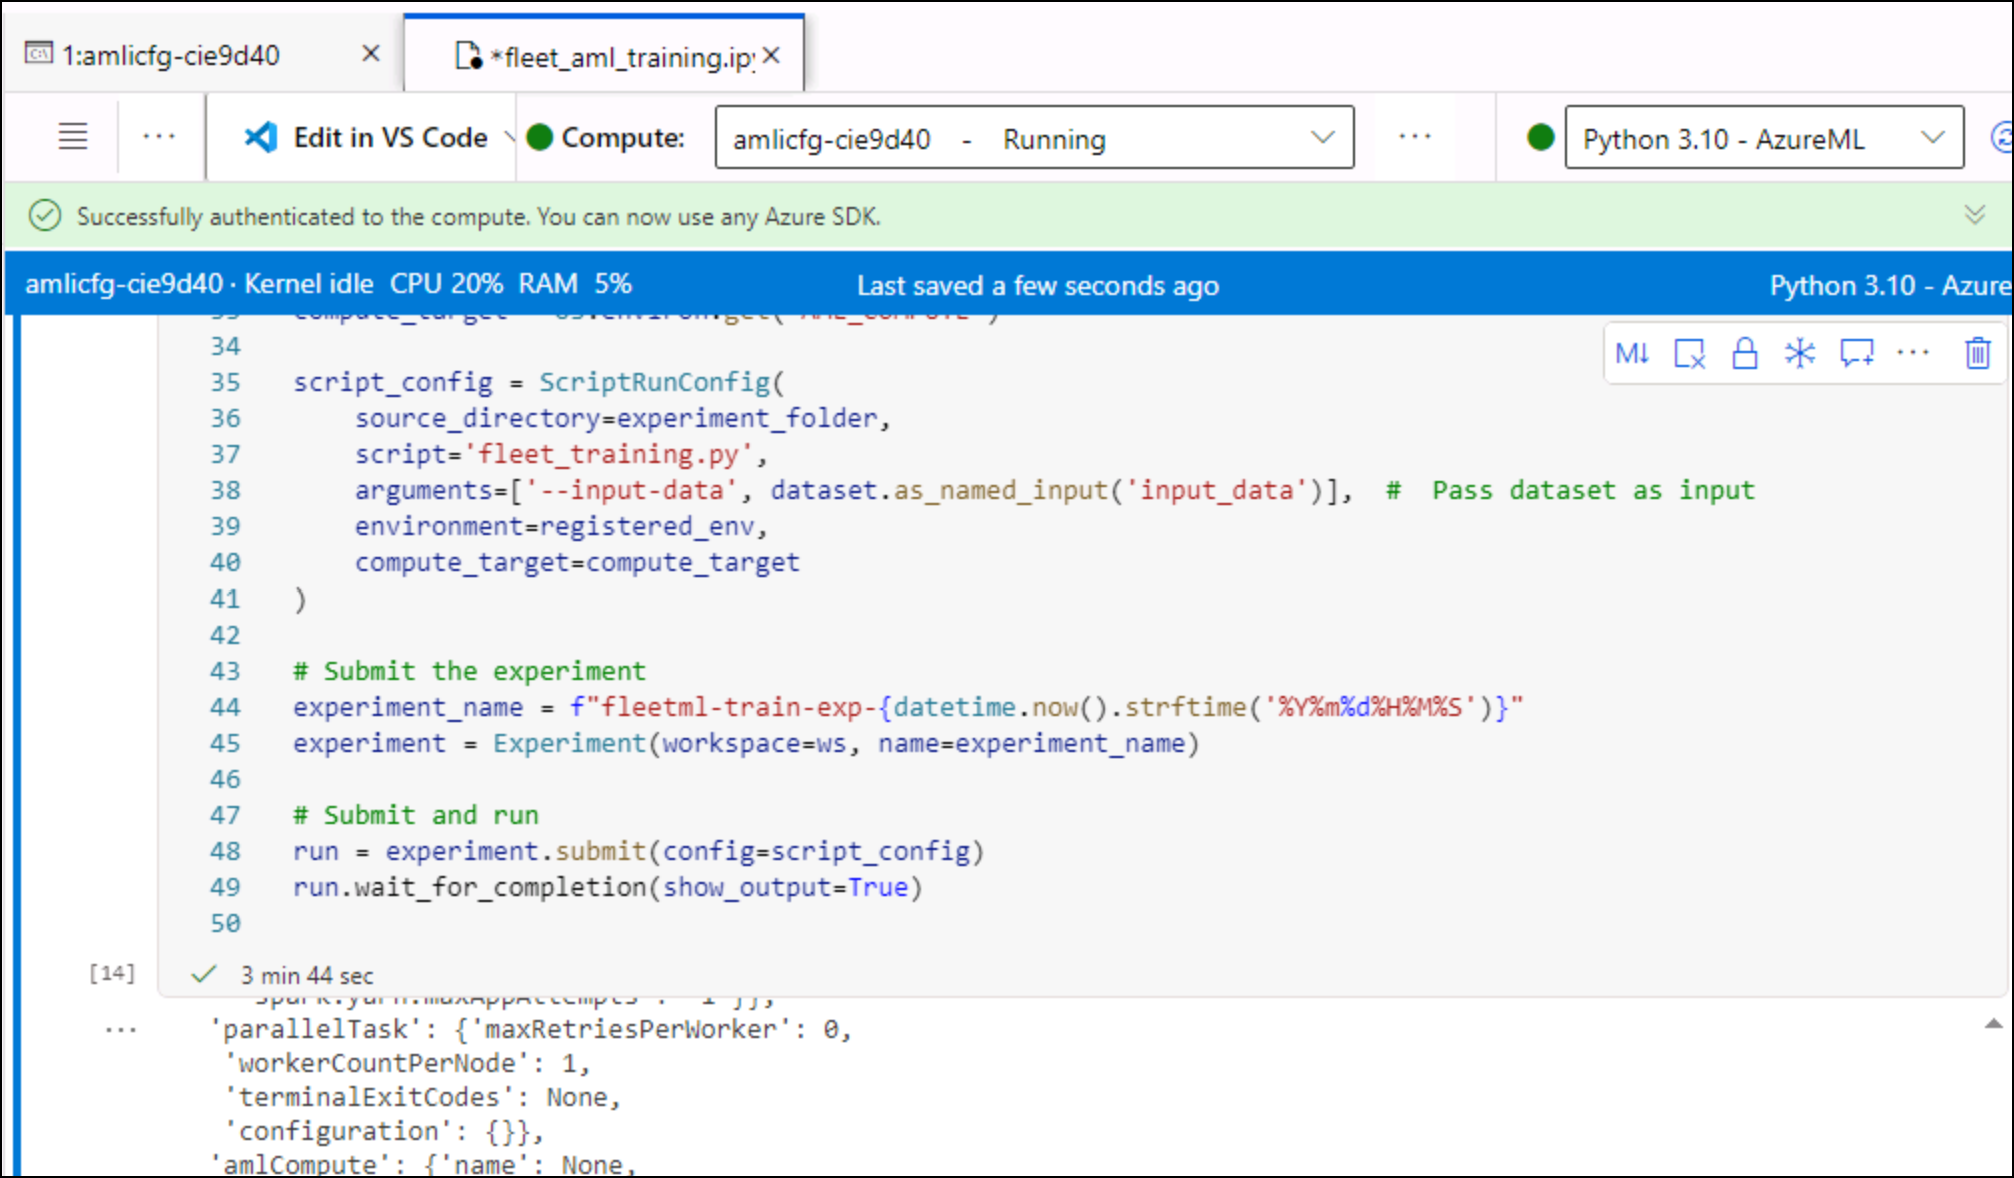 1:amlicfg-cie9d40
*fleet_aml_training.ip
Edit in VS Code
Compute:
amlicfg-cie9d40 - Running
Python 3.10 - AzureML
Successfully authenticated to the compute. You can now use any Azure SDK.
amlicfg-cie9d40 · Kernel idle CPU 20% RAM 5%
Last saved a few seconds ago
Python 3.10 - Azure
34
35 script_config = ScriptRunConfig(
36 source_directory=experiment_folder,
37 script='fleet_training.py',
38 arguments=['--input-data', dataset.as_named_input('input_data')], # Pass dataset as input
39 environment=registered_env,
40 compute_target=compute_target
41 )
42
43 # Submit the experiment
44 experiment_name = f"fleetml-train-exp-{datetime.now().strftime('%Y%m%d%H%M%S')}"
45 experiment = Experiment(workspace=ws, name=experiment_name)
46
47 # Submit and run
48 run = experiment.submit(config=script_config)
49 run.wait_for_completion(show_output=True)
50
M↓
[14]
3 min 44 sec
'parallelTask': {'maxRetriesPerWorker': 0,
'workerCountPerNode': 1,
'terminalExitCodes': None,
'configuration': {}},
'amlCompute': {'name': None,